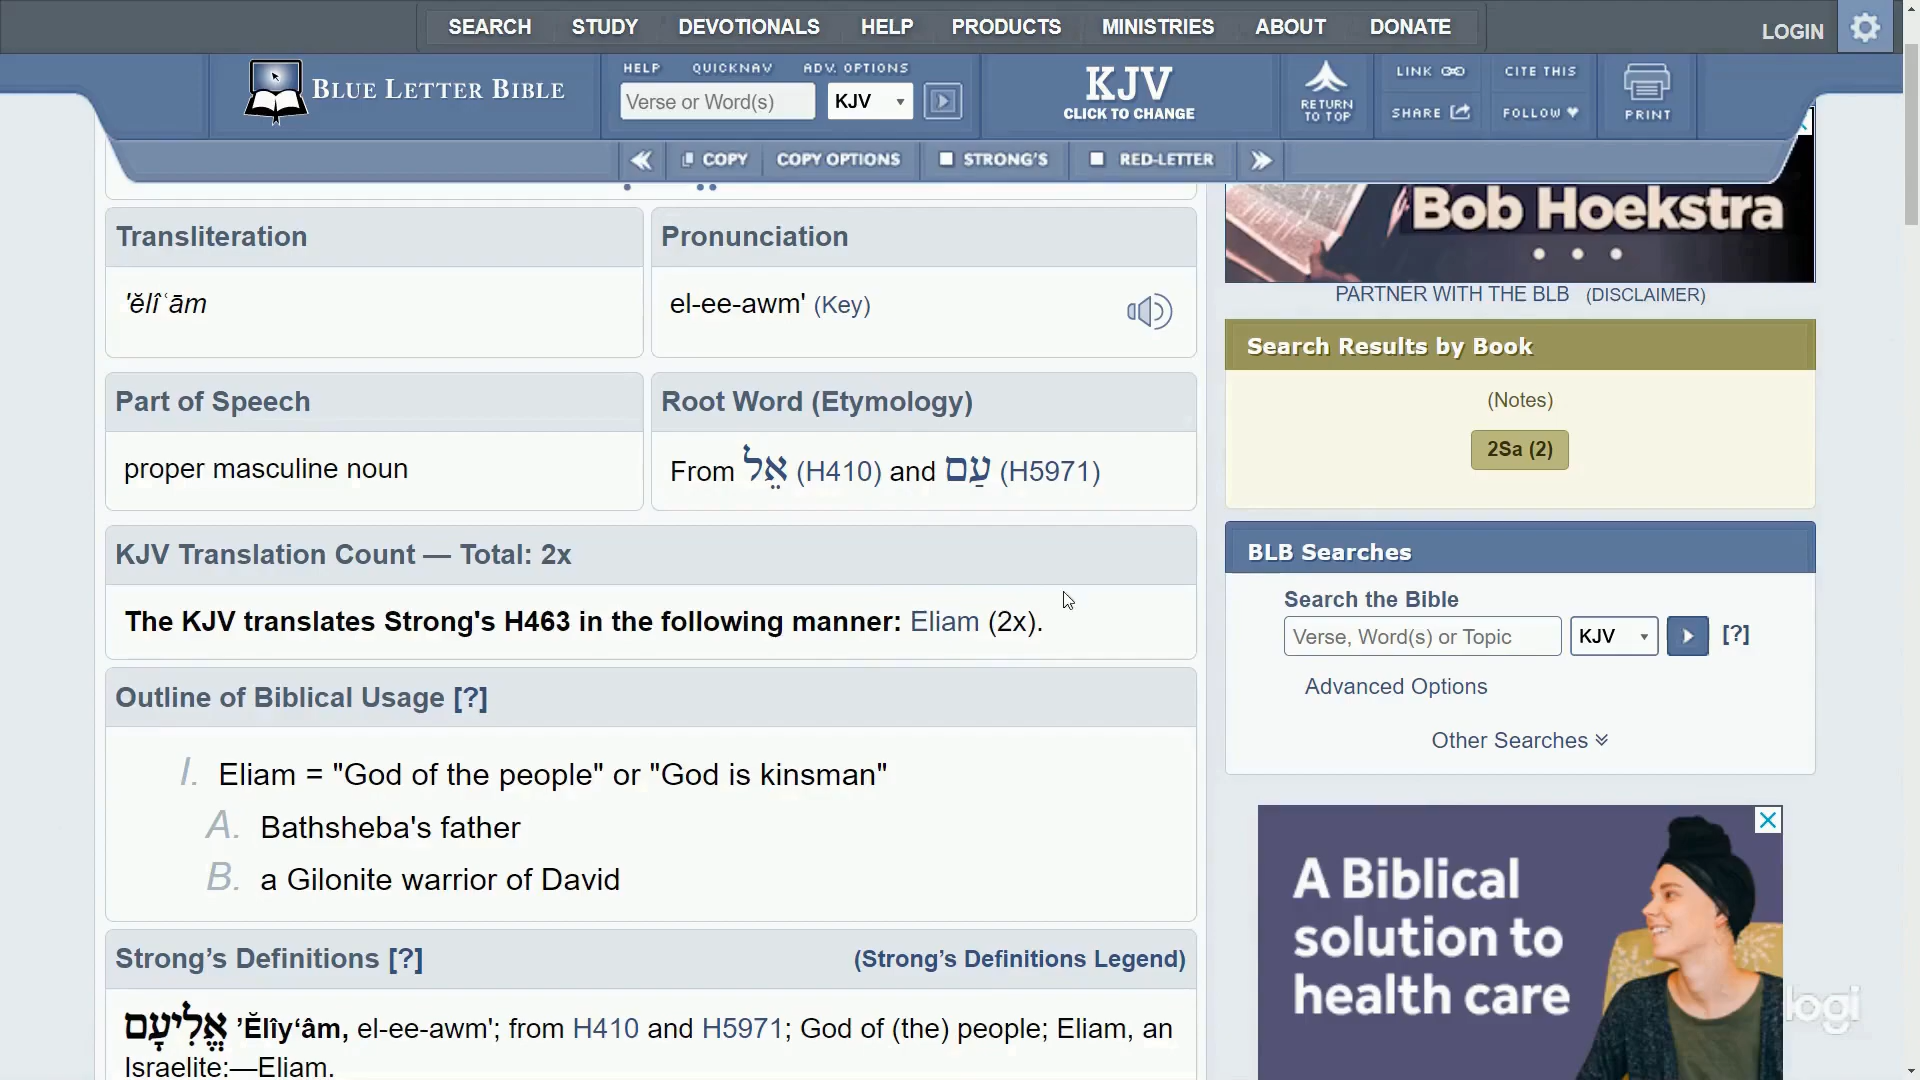 SEARCH STUDY DEVOTIONALS HELP PRODUCTS MINISTRIES ABOUT DONATE
LOGIN
BLUE LETTER BIBLE
HELP QUICKNAV ADV. OPTIONS
Verse or Word(s) KJV
KJV
CLICK TO CHANGE
RETURN
TO TOP
LINK CITE THIS
SHARE FOLLOW
PRINT
COPY COPY OPTIONS STRONG'S RED-LETTER
Transliteration
'ĕlîʿām
Pronunciation
el-ee-awm' (Key)
Part of Speech
proper masculine noun
Root Word (Etymology)
From אֵל (H410) and עַם (H5971)
KJV Translation Count — Total: 2x
The KJV translates Strong's H463 in the following manner: Eliam (2x).
Outline of Biblical Usage [?]
I. Eliam = "God of the people" or "God is kinsman"
A. Bathsheba's father
B. a Gilonite warrior of David
Strong’s Definitions [?] (Strong’s Definitions Legend)
אֱלִיעָם ʼĔlîyʻâm, el-ee-awm'; from H410 and H5971; God of (the) people; Eliam, an
Israelite:—Eliam.
Bob Hoekstra
PARTNER WITH THE BLB (DISCLAIMER)
Search Results by Book
(Notes)
2Sa (2)
BLB Searches
Search the Bible
Verse, Word(s) or Topic KJV [?]
Advanced Options
Other Searches
A Biblical
solution to
health care
logi